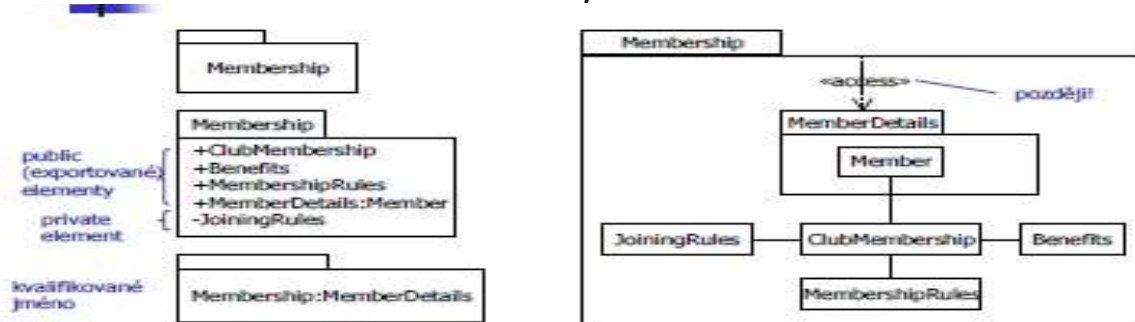 Membership
Membership
+ClubMembership
+Benefits
+MembershipRules
+MemberDetails:Member
-JoiningRules
public
(exportované)
elementy
private
element
kvalifikované
jméno
Membership:MemberDetails
Membership
«access»
později!
MemberDetails
Member
JoiningRules
ClubMembership
Benefits
MembershipRules